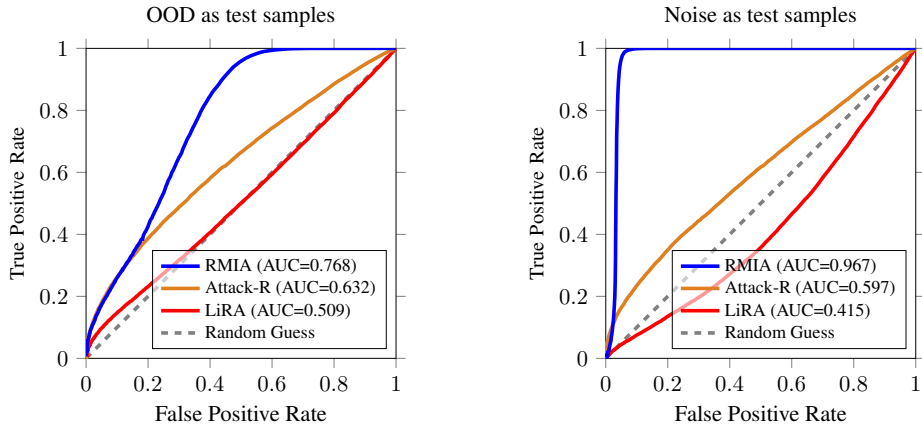 OOD as test samples
True Positive Rate
1
0.8
0.6
0.4
0.2
0
0 0.2 0.4 0.6 0.8 1
False Positive Rate
RMIA (AUC=0.768)
Attack-R (AUC=0.632)
LiRA (AUC=0.509)
Random Guess
Noise as test samples
True Positive Rate
1
0.8
0.6
0.4
0.2
0
0 0.2 0.4 0.6 0.8 1
False Positive Rate
RMIA (AUC=0.967)
Attack-R (AUC=0.597)
LiRA (AUC=0.415)
Random Guess